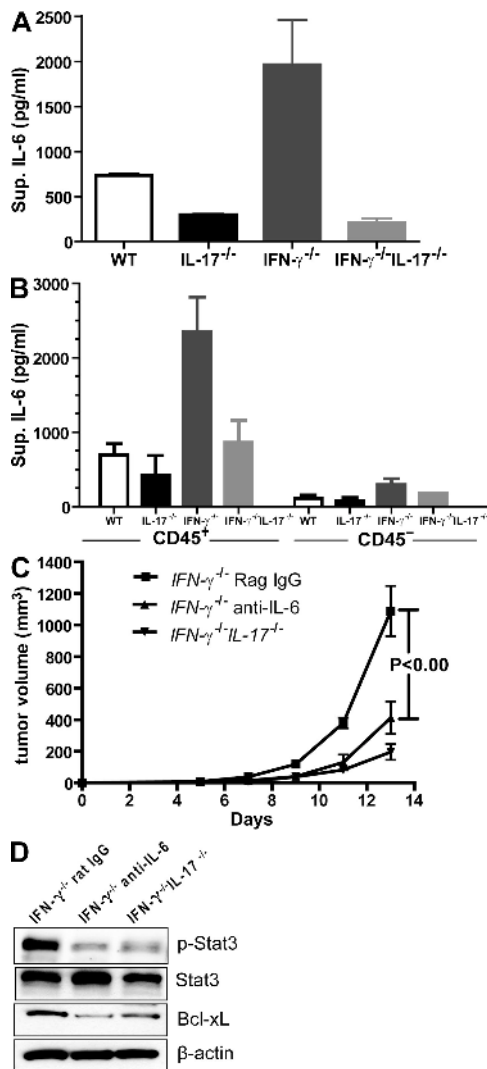 A
Sup. IL-6 (pg/ml)
2500
2000
1500
1000
500
0
WT IL-17-/- IFN-γ-/- IFN-γ-/-IL-17-/-
B
Sup. IL-6 (pg/ml)
3000
2000
1000
0
WT IL-17-/- IFN-γ-/- IFN-γ-/-IL-17-/- WT IL-17-/- IFN-γ-/- IFN-γ-/-IL-17-/-
CD45+ CD45−
C
tumor volume (mm3)
1400
1200
1000
800
600
400
200
0
IFN-γ-/- Rag IgG
IFN-γ-/- anti-IL-6
IFN-γ-/-IL-17-/-
P<0.00
0 2 4 6 8 10 12 14
Days
D
IFN-γ-/- rat IgG
IFN-γ-/- anti-IL-6
IFN-γ-/-IL-17-/-
p-Stat3
Stat3
Bcl-xL
β-actin